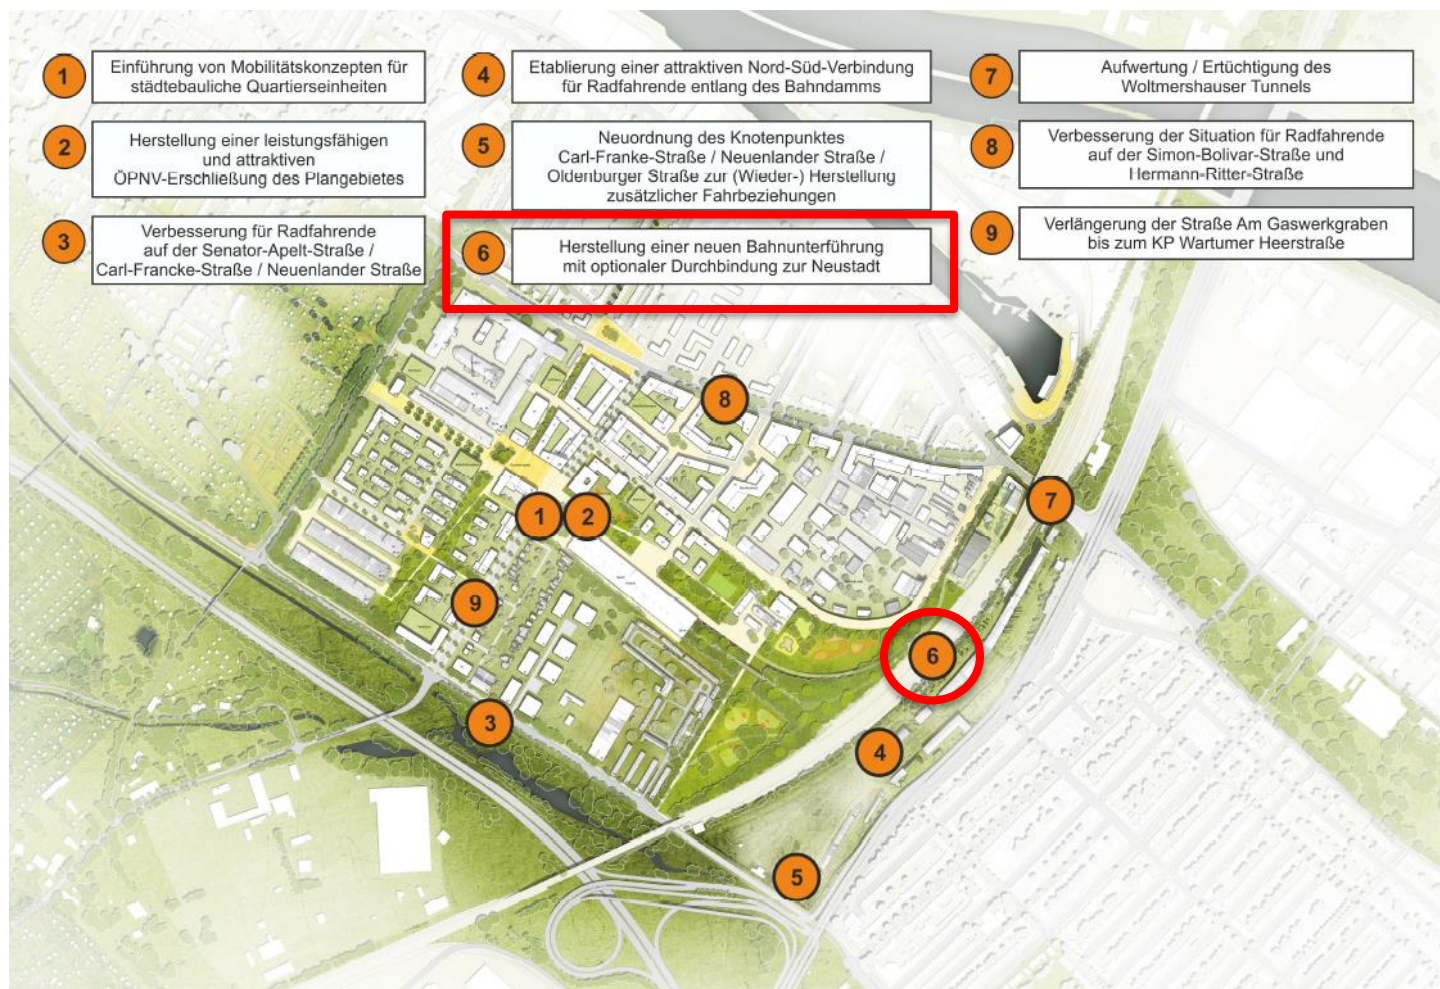 1
Einführung von Mobilitätskonzepten für
städtebauliche Quartierseinheiten
2
Herstellung einer leistungsfähigen
und attraktiven
ÖPNV-Erschließung des Plangebietes
3
Verbesserung für Radfahrende
auf der Senator-Apelt-Straße /
Carl-Francke-Straße / Neuenlander Straße
4
Etablierung einer attraktiven Nord-Süd-Verbindung
für Radfahrende entlang des Bahndamms
5
Neuordnung des Knotenpunktes
Carl-Franke-Straße / Neuenlander Straße /
Oldenburger Straße zur (Wieder-) Herstellung
zusätzlicher Fahrbeziehungen
6
Herstellung einer neuen Bahnunterführung
mit optionaler Durchbindung zur Neustadt
7
Aufwertung / Ertüchtigung des
Woltmershauser Tunnels
8
Verbesserung der Situation für Radfahrende
auf der Simon-Bolivar-Straße und
Hermann-Ritter-Straße
9
Verlängerung der Straße Am Gaswerkgraben
bis zum KP Wartumer Heerstraße
8
7
1
2
9
6
3
4
5